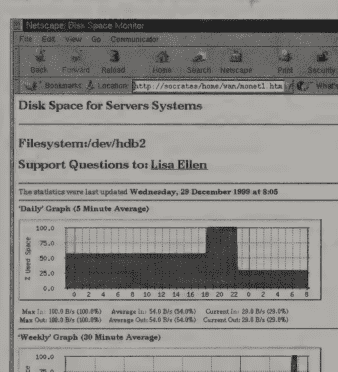 Netscape: Disk Space Monitor
File Edit View Go Communicator
Back Forward Reload Home Search Netscape Print Security
Bookmarks Location: http://socrates/home/van/monet1.htm What's
Disk Space for Servers Systems
Filesystem:/dev/hdb2
Support Questions to: Lisa Ellen
The statistics were last updated Wednesday, 29 December 1999 at 8:05
'Daily' Graph (5 Minute Average)
100.0
75.0
50.0
25.0
0.0
% Used Space
0 2 4 6 8 10 12 14 16 18 20 22 0 2 4 6 8
Max In: 100.0 B/s (100.0%) Average In: 54.0 B/s (54.0%) Current In: 29.0 B/s (29.0%)
Max Out: 100.0 B/s (100.0%) Average Out: 54.0 B/s (54.0%) Current Out: 29.0 B/s (29.0%)
'Weekly' Graph (30 Minute Average)
100.0
75.0